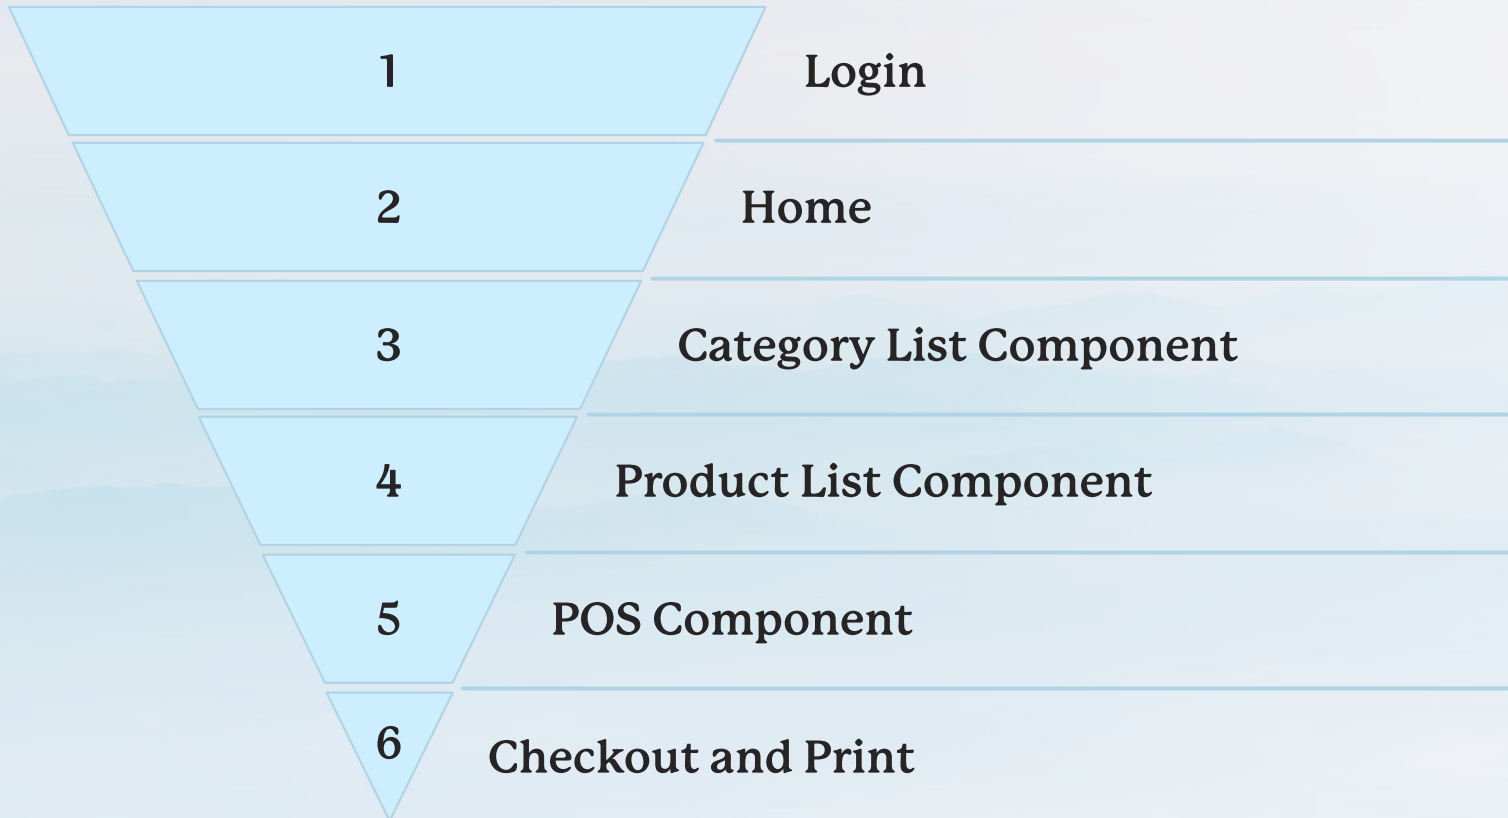 1
Login
2
Home
3
Category List Component
4
Product List Component
5
POS Component
6
Checkout and Print